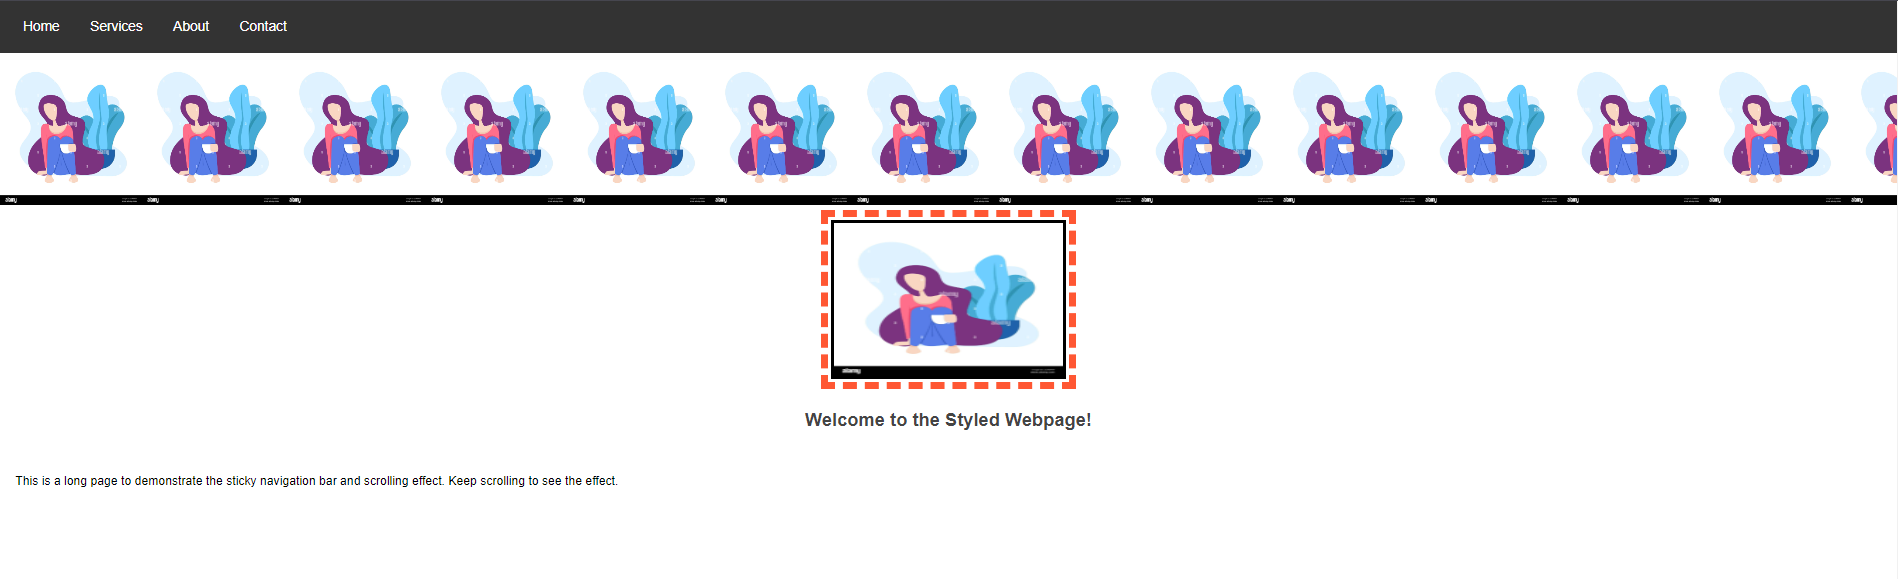 Home Services About Contact
Welcome to the Styled Webpage!
This is a long page to demonstrate the sticky navigation bar and scrolling effect. Keep scrolling to see the effect.